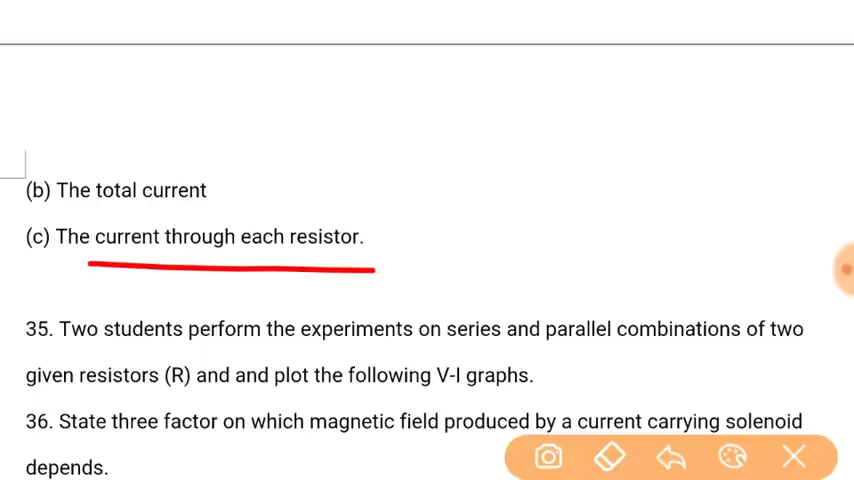 (b) The total current
(c) The current through each resistor.
35. Two students perform the experiments on series and parallel combinations of two
given resistors (R) and and plot the following V-I graphs.
36. State three factor on which magnetic field produced by a current carrying solenoid
depends.